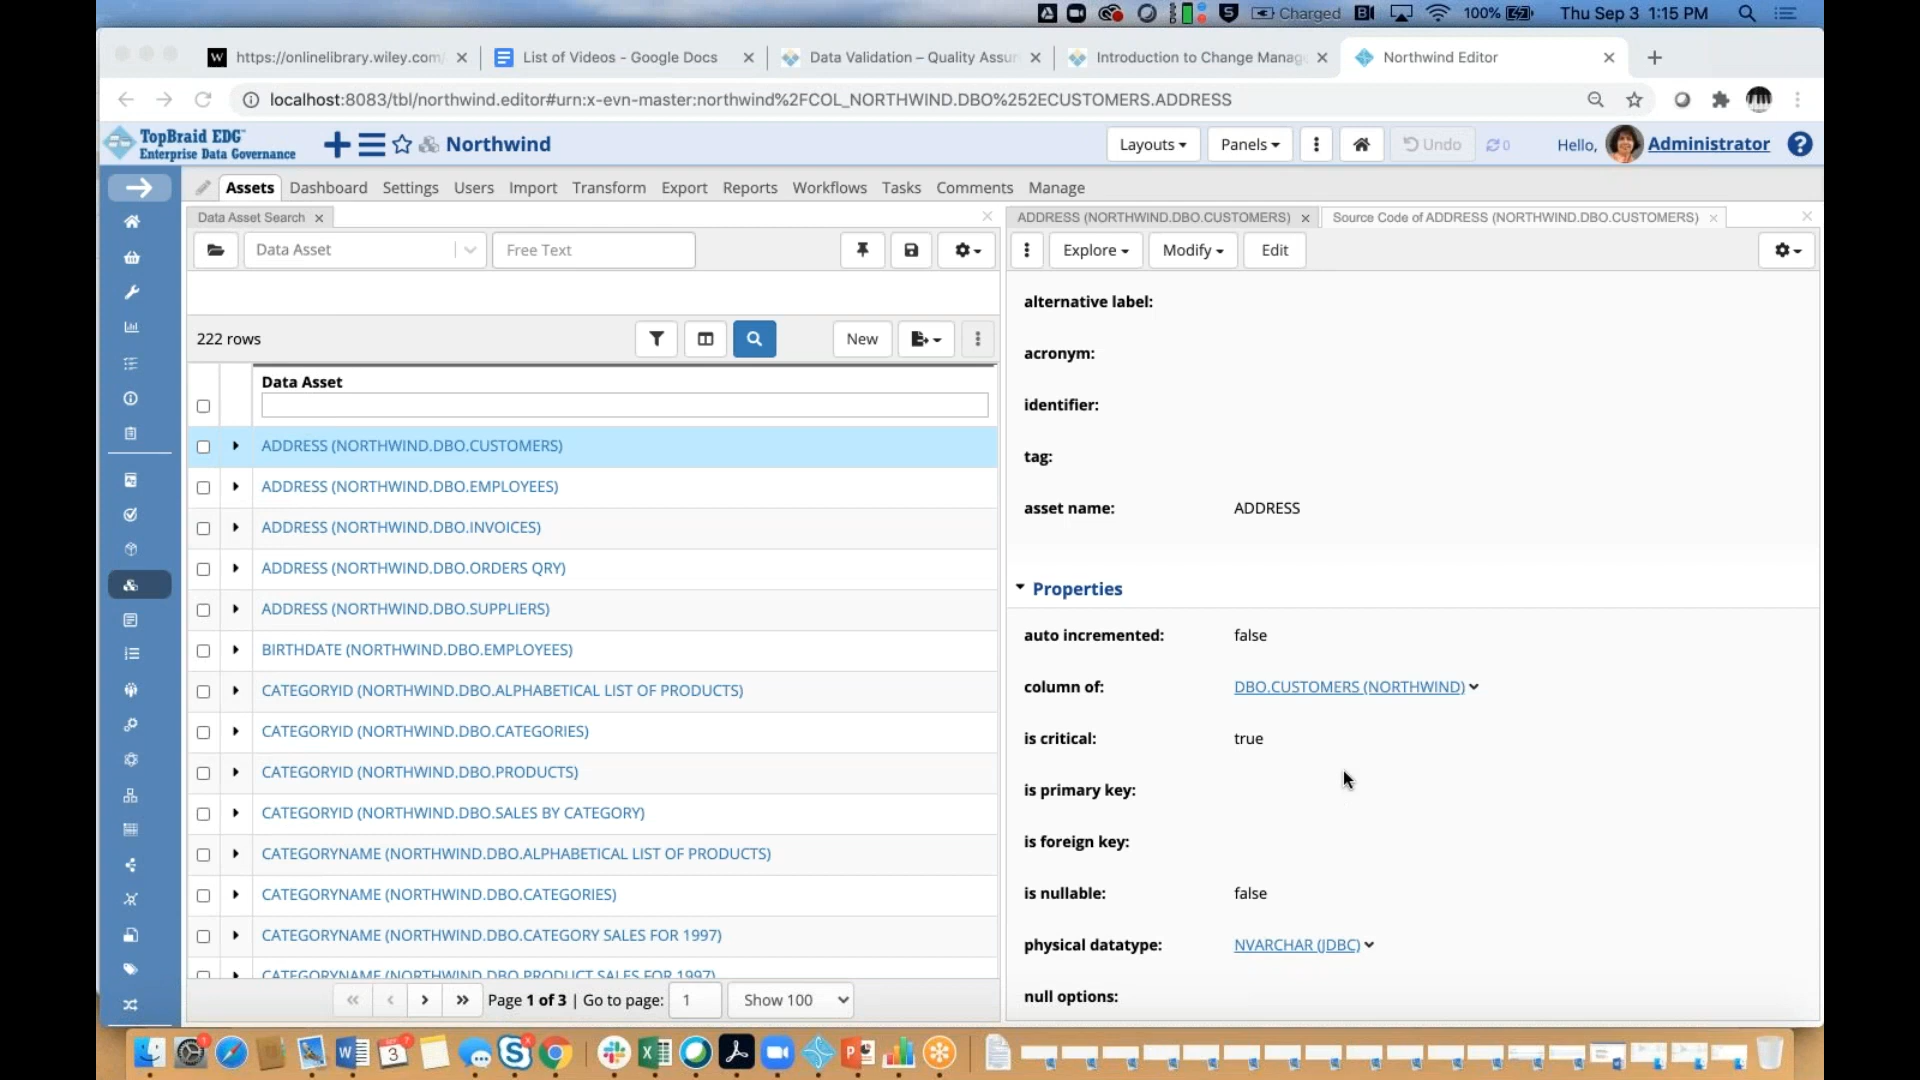 Charged 100% Thu Sep 3 1:15 PM
https://onlinelibrary.wiley.com/
List of Videos - Google Docs
Data Validation – Quality Assur
Introduction to Change Manag
Northwind Editor
localhost:8083/tbl/northwind.editor#urn:x-evn-master:northwind%2FCOL_NORTHWIND.DBO%252ECUSTOMERS.ADDRESS
TopBraid EDG
Enterprise Data Governance
Northwind
Layouts
Panels
Undo
0
Hello,
Administrator
Assets Dashboard Settings Users Import Transform Export Reports Workflows Tasks Comments Manage
Data Asset Search
Data Asset
Free Text
222 rows
New
Data Asset
ADDRESS (NORTHWIND.DBO.CUSTOMERS)
ADDRESS (NORTHWIND.DBO.EMPLOYEES)
ADDRESS (NORTHWIND.DBO.INVOICES)
ADDRESS (NORTHWIND.DBO.ORDERS QRY)
ADDRESS (NORTHWIND.DBO.SUPPLIERS)
BIRTHDATE (NORTHWIND.DBO.EMPLOYEES)
CATEGORYID (NORTHWIND.DBO.ALPHABETICAL LIST OF PRODUCTS)
CATEGORYID (NORTHWIND.DBO.CATEGORIES)
CATEGORYID (NORTHWIND.DBO.PRODUCTS)
CATEGORYID (NORTHWIND.DBO.SALES BY CATEGORY)
CATEGORYNAME (NORTHWIND.DBO.ALPHABETICAL LIST OF PRODUCTS)
CATEGORYNAME (NORTHWIND.DBO.CATEGORIES)
CATEGORYNAME (NORTHWIND.DBO.CATEGORY SALES FOR 1997)
CATEGORYNAME (NORTHWIND.DBO.PRODUCT SALES FOR 1997)
Page 1 of 3 | Go to page: 1 Show 100
ADDRESS (NORTHWIND.DBO.CUSTOMERS)
Source Code of ADDRESS (NORTHWIND.DBO.CUSTOMERS)
Explore
Modify
Edit
alternative label:
acronym:
identifier:
tag:
asset name: ADDRESS
Properties
auto incremented: false
column of: DBO.CUSTOMERS (NORTHWIND)
is critical: true
is primary key:
is foreign key:
is nullable: false
physical datatype: NVARCHAR (JDBC)
null options: